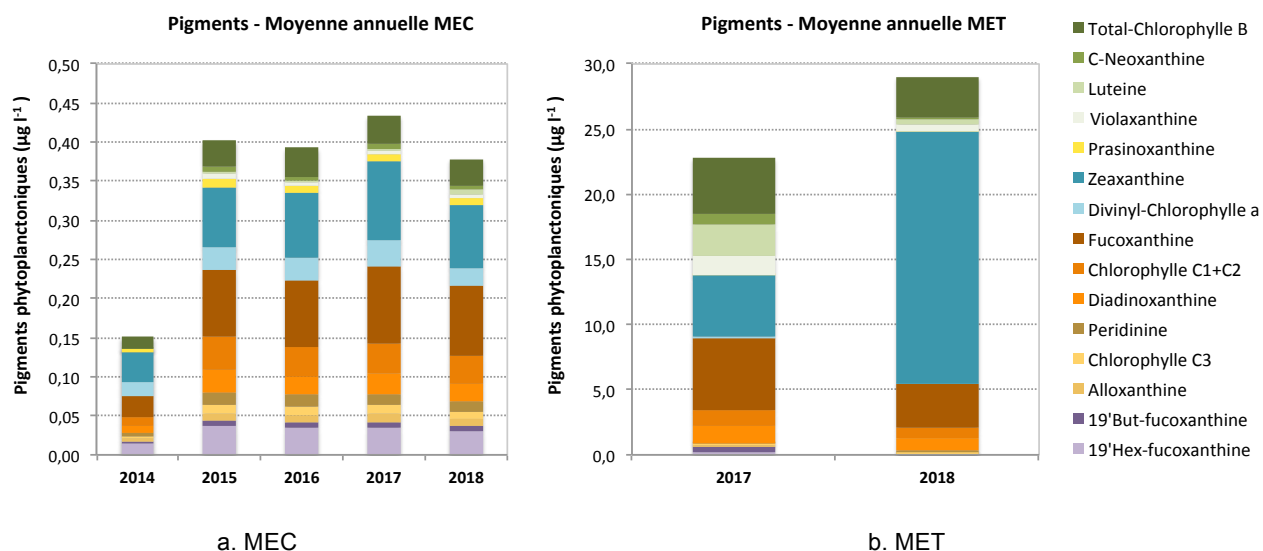 Pigments - Moyenne annuelle MEC
Pigments phytoplanctoniques (µg l⁻¹)
0,50
0,45
0,40
0,35
0,30
0,25
0,20
0,15
0,10
0,05
0,00
2014 2015 2016 2017 2018
a. MEC
Pigments - Moyenne annuelle MET
Pigments phytoplanctoniques (µg l⁻¹ )
30,0
25,0
20,0
15,0
10,0
5,0
0,0
2017 2018
b. MET
Total-Chlorophylle B
C-Neoxanthine
Luteine
Violaxanthine
Prasinoxanthine
Zeaxanthine
Divinyl-Chlorophylle a
Fucoxanthine
Chlorophylle C1+C2
Diadinoxanthine
Peridinine
Chlorophylle C3
Alloxanthine
19'But-fucoxanthine
19'Hex-fucoxanthine